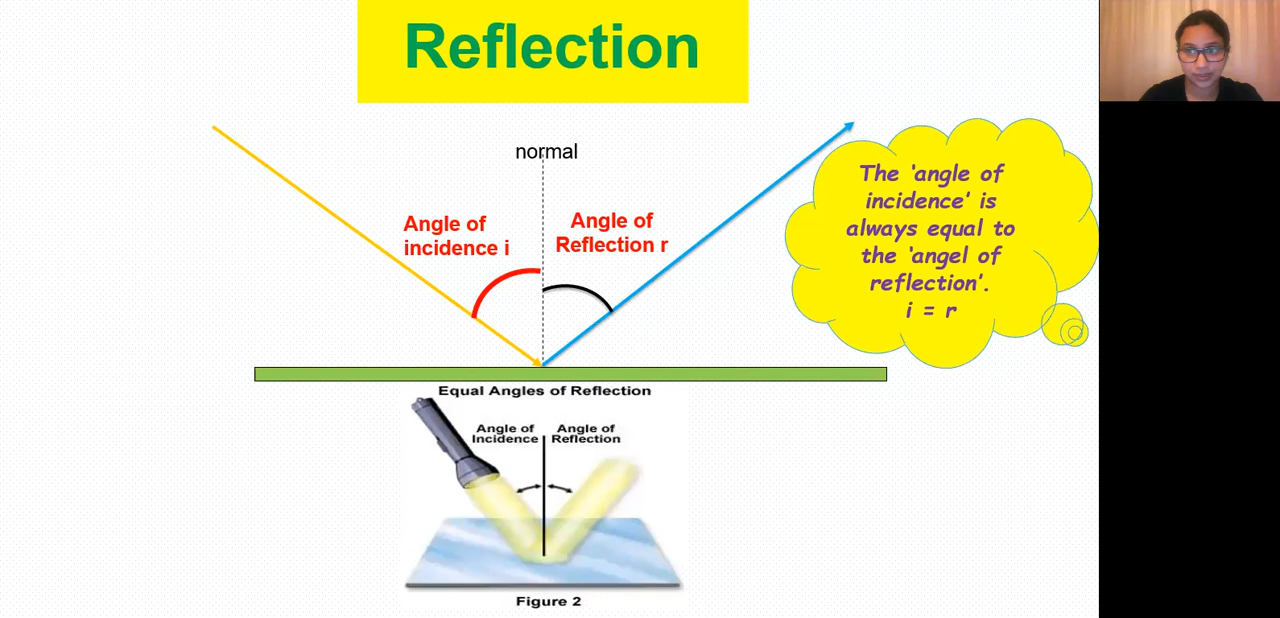 Reflection
normal
Angle of
incidence i
Angle of
Reflection r
The 'angle of
incidence' is
always equal to
the 'angel of
reflection'.
i = r
Equal Angles of Reflection
Angle of
Incidence
Angle of
Reflection
Figure 2